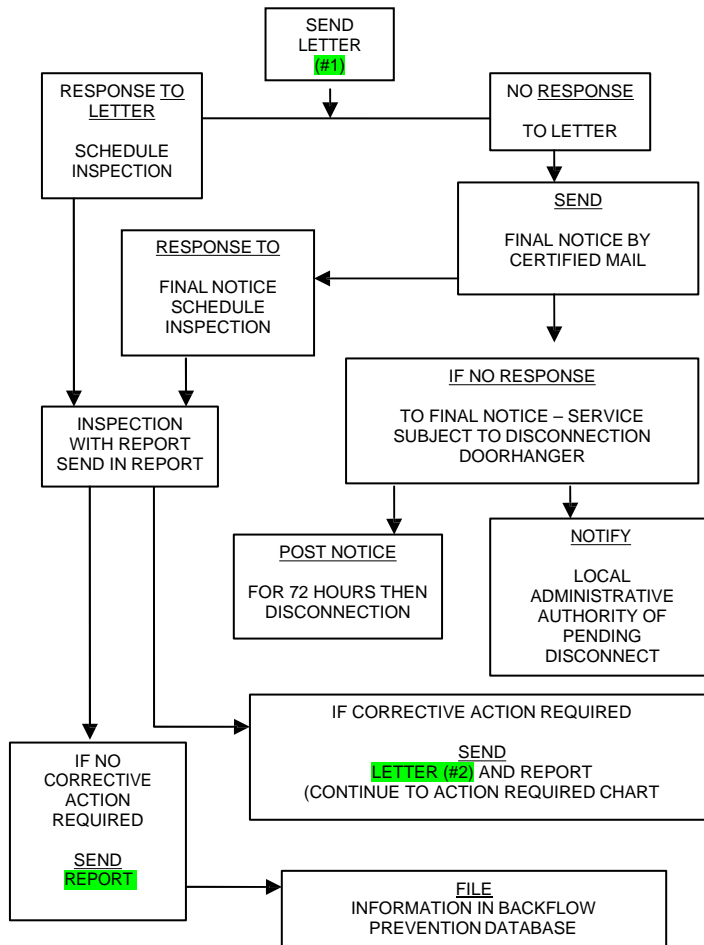 SEND
LETTER
(#1)
RESPONSE TO
LETTER
SCHEDULE
INSPECTION
NO RESPONSE
TO LETTER
SEND
FINAL NOTICE BY
CERTIFIED MAIL
RESPONSE TO
FINAL NOTICE
SCHEDULE
INSPECTION
IF NO RESPONSE
TO FINAL NOTICE – SERVICE
SUBJECT TO DISCONNECTION
DOORHANGER
INSPECTION
WITH REPORT
SEND IN REPORT
POST NOTICE
FOR 72 HOURS THEN
DISCONNECTION
NOTIFY
LOCAL
ADMINISTRATIVE
AUTHORITY OF
PENDING
DISCONNECT
IF CORRECTIVE ACTION REQUIRED
SEND
LETTER (#2) AND REPORT
(CONTINUE TO ACTION REQUIRED CHART
IF NO
CORRECTIVE
ACTION
REQUIRED
SEND
REPORT
FILE
INFORMATION IN BACKFLOW
PREVENTION DATABASE